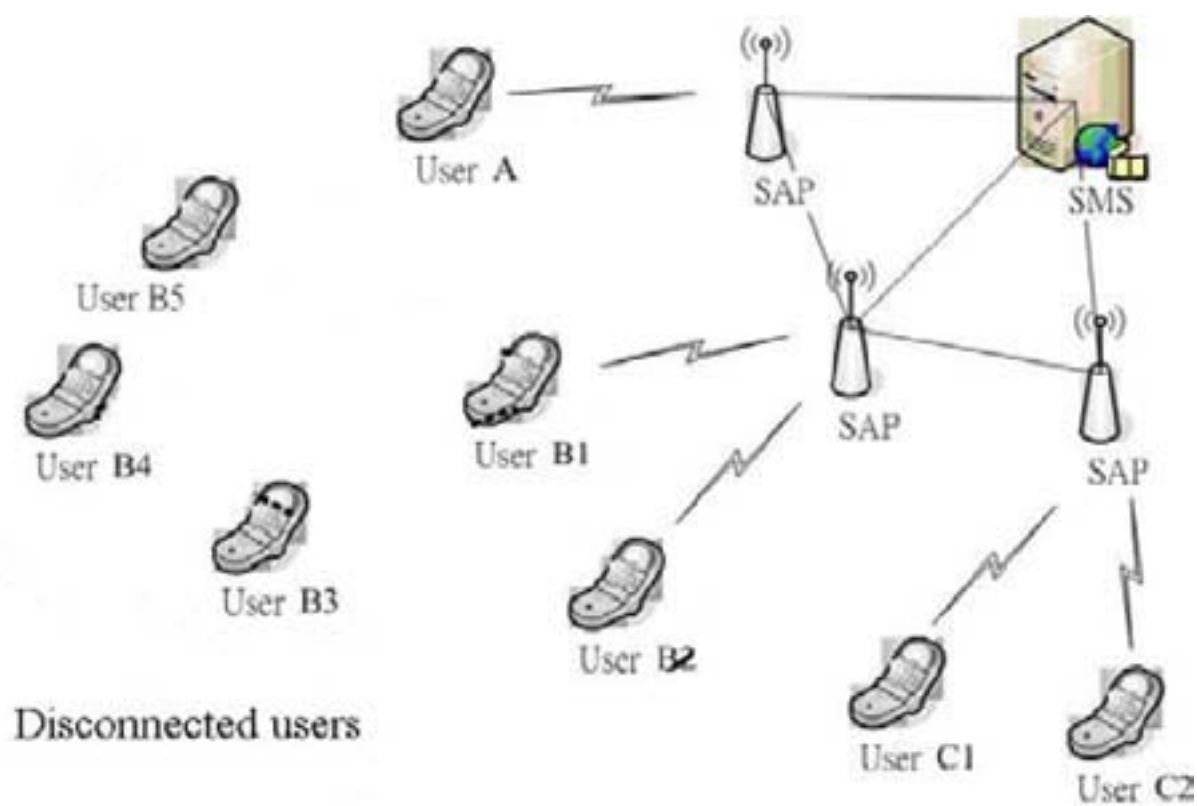 User A
SAP
SMS
User B5
User B1
SAP
User B4
SAP
User B3
User B2
Disconnected users
User C1
User C2